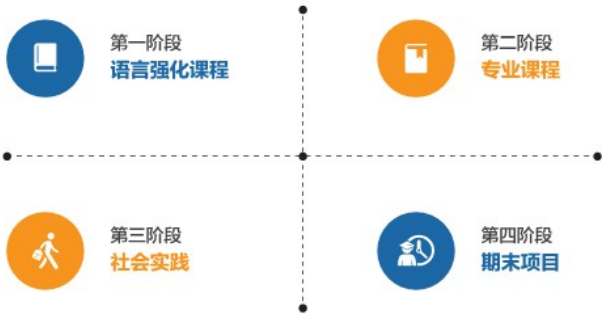 第一阶段
语言强化课程
第二阶段
专业课程
第三阶段
社会实践
第四阶段
期末项目